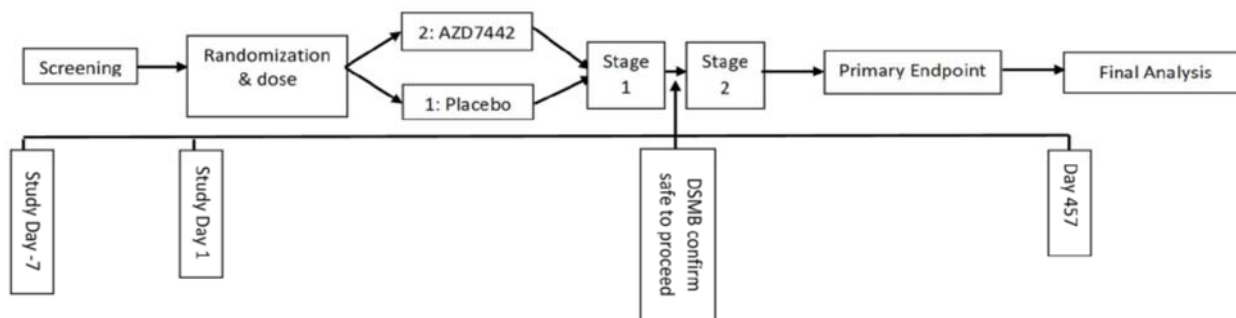 Screening
Randomization
& dose
2: AZD7442
1: Placebo
Stage
1
Stage
2
Primary Endpoint
Final Analysis
Study Day -7
Study Day 1
DSMB confirm
safe to proceed
Day 457